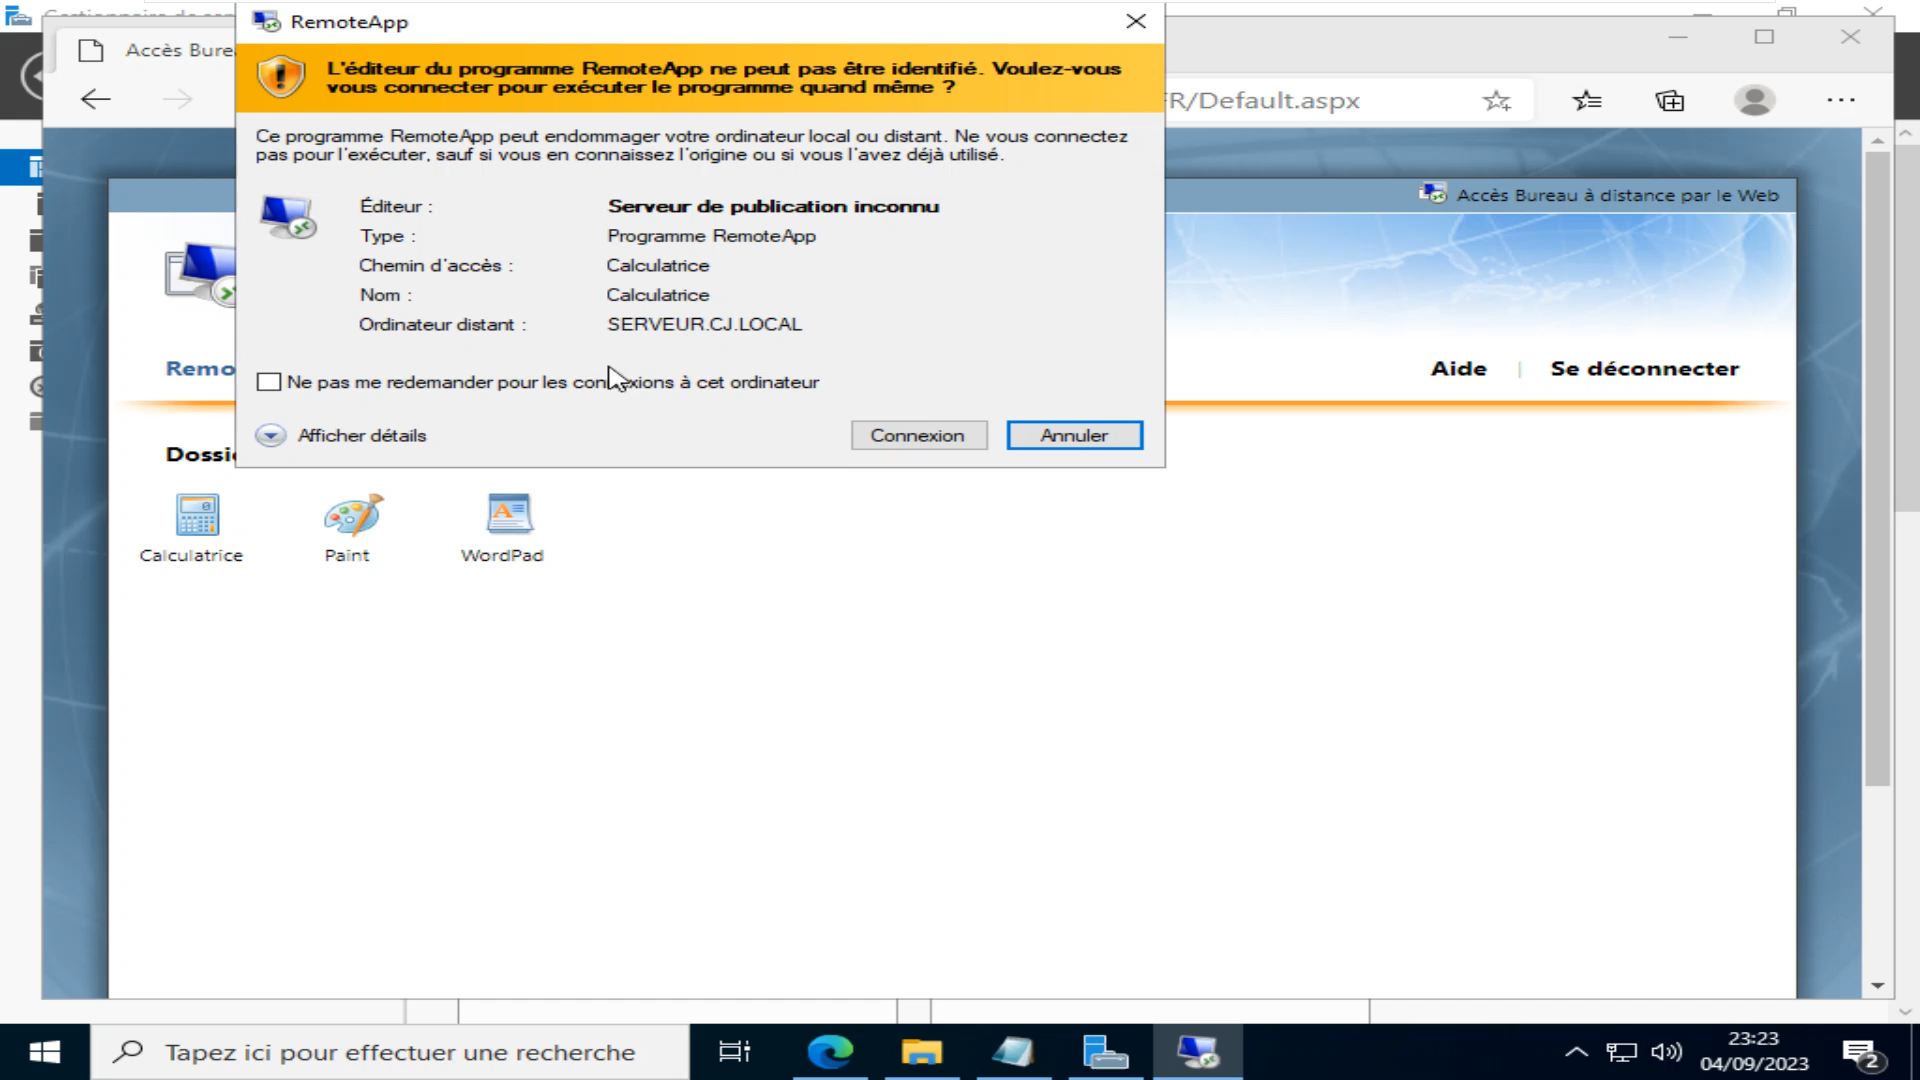 RemoteApp
Accès Bure
L'éditeur du programme RemoteApp ne peut pas être identifié. Voulez-vous
vous connecter pour exécuter le programme quand même ?
R/Default.aspx
Ce programme RemoteApp peut endommager votre ordinateur local ou distant. Ne vous connectez
pas pour l'exécuter, sauf si vous en connaissez l'origine ou si vous l'avez déjà utilisé.
Accès Bureau à distance par le Web
Éditeur : Serveur de publication inconnu
Type : Programme RemoteApp
Chemin d'accès : Calculatrice
Nom : Calculatrice
Ordinateur distant : SERVEUR.CJ.LOCAL
Remo
Aide | Se déconnecter
Ne pas me redemander pour les connexions à cet ordinateur
Afficher détails
Connexion
Annuler
Dossi
Calculatrice
Paint
WordPad
Tapez ici pour effectuer une recherche
23:23
04/09/2023
2